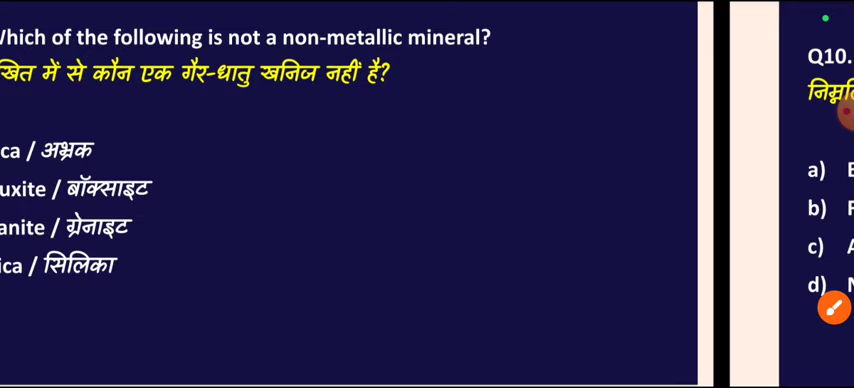 Which of the following is not a non-metallic mineral?
खित में से कौन एक गैर-धातु खनिज नहीं है?
ca / अभ्रक
uxite / बॉक्साइट
anite / ग्रेनाइट
ica / सिलिका
Q10.
निम्नलि
a)
b)
c)
d)